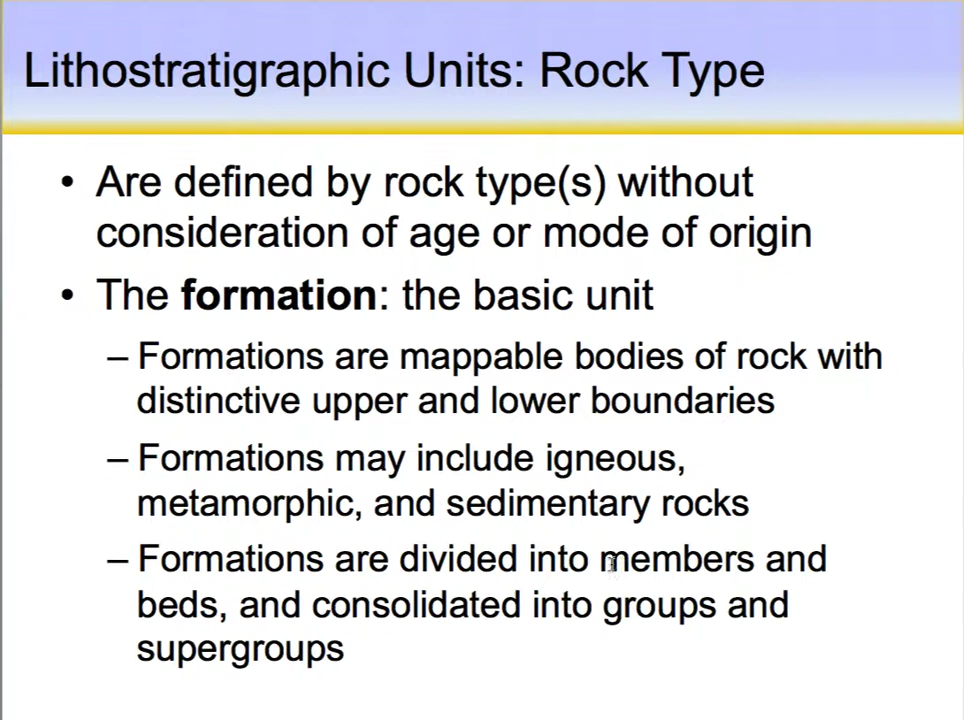 Lithostratigraphic Units: Rock Type
• Are defined by rock type(s) without
consideration of age or mode of origin
• The formation: the basic unit
– Formations are mappable bodies of rock with
distinctive upper and lower boundaries
– Formations may include igneous,
metamorphic, and sedimentary rocks
– Formations are divided into members and
beds, and consolidated into groups and
supergroups